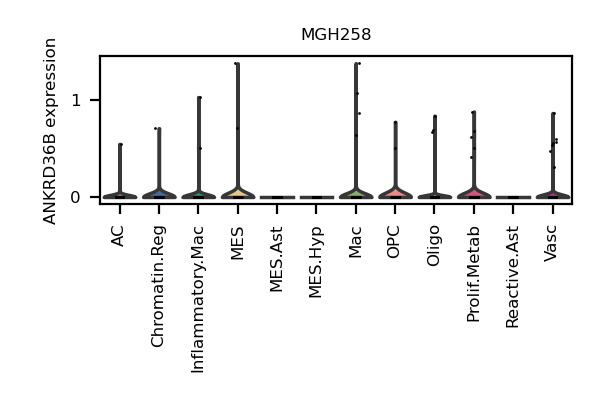 MGH258
ANKRD36B expression
1
0
AC
Chromatin.Reg
Inflammatory.Mac
MES
MES.Ast
MES.Hyp
Mac
OPC
Oligo
Prolif.Metab
Reactive.Ast
Vasc